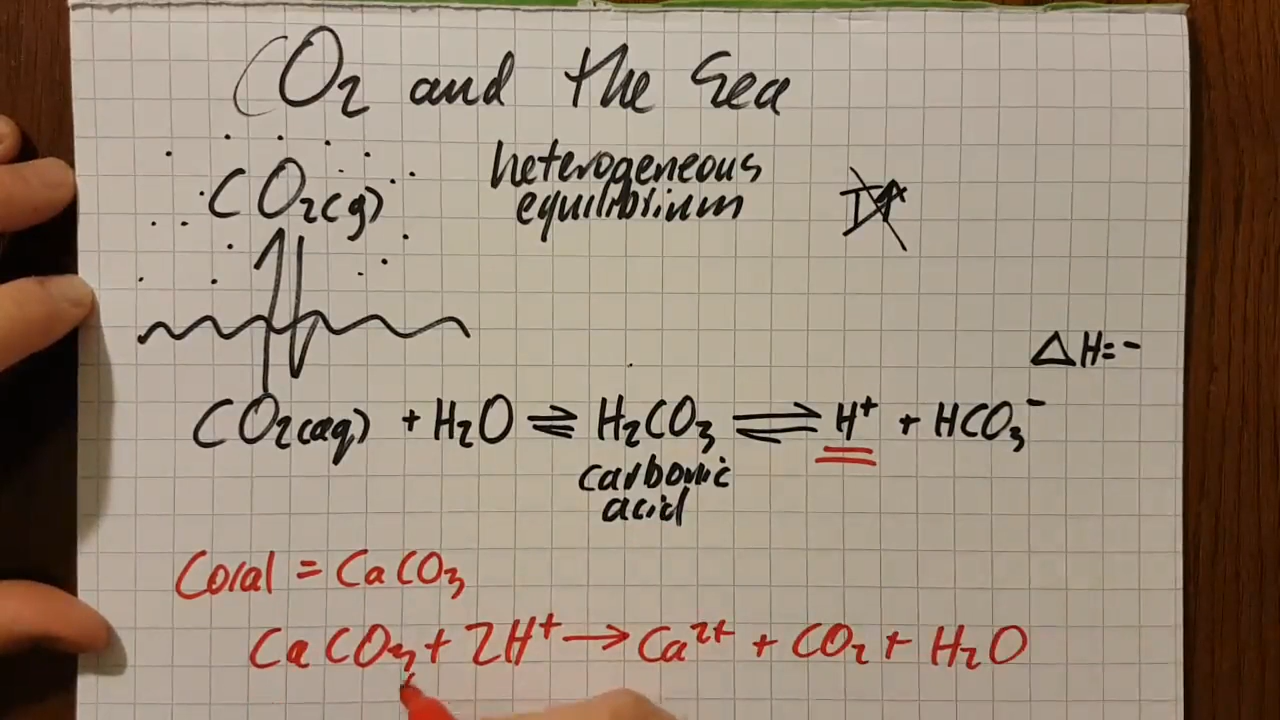 CO₂ and the Sea
CO₂(g)
heterogeneous
equilibrium
ΔH = -
CO₂(aq) + H₂O ⇌ H₂CO₃ ⇌ H⁺ + HCO₃⁻
carbonic
acid
Coral = CaCO₃
CaCO₃ + 2H⁺ → Ca²⁺ + CO₂ + H₂O